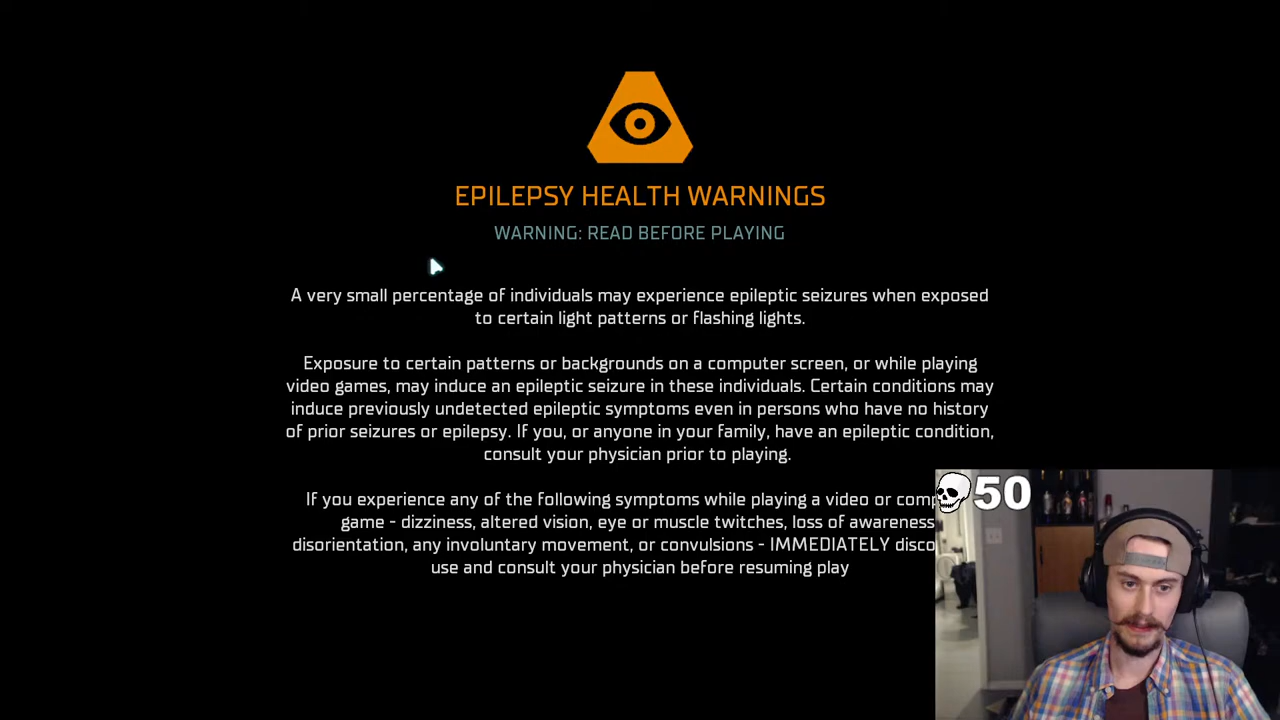 EPILEPSY HEALTH WARNINGS
WARNING: READ BEFORE PLAYING
A very small percentage of individuals may experience epileptic seizures when exposed
to certain light patterns or flashing lights.
Exposure to certain patterns or backgrounds on a computer screen, or while playing
video games, may induce an epileptic seizure in these individuals. Certain conditions may
induce previously undetected epileptic symptoms even in persons who have no history
of prior seizures or epilepsy. If you, or anyone in your family, have an epileptic condition,
consult your physician prior to playing.
If you experience any of the following symptoms while playing a video or
game - dizziness, altered vision, eye or muscle twitches, loss of awareness
disorientation, any involuntary movement, or convulsions - IMMEDIATELY
use and consult your physician before resuming play
50